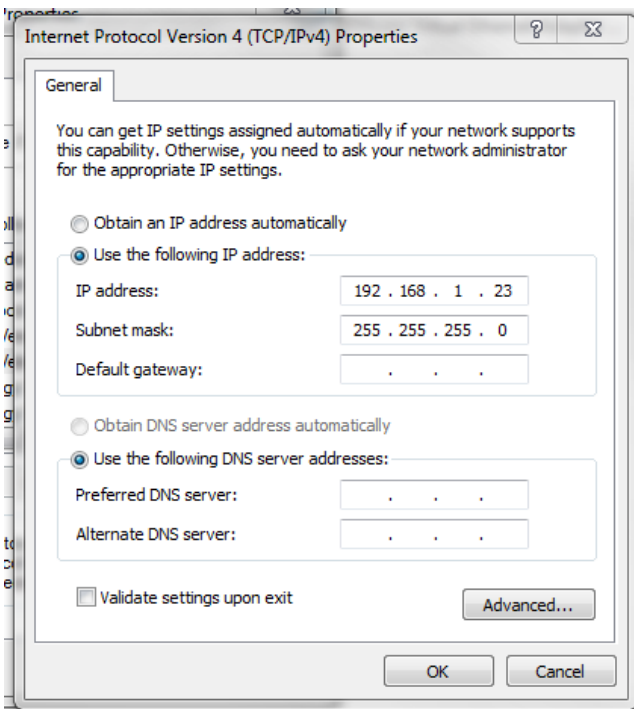 Properties
Internet Protocol Version 4 (TCP/IPv4) Properties
General
You can get IP settings assigned automatically if your network supports
this capability. Otherwise, you need to ask your network administrator
for the appropriate IP settings.
Obtain an IP address automatically
Use the following IP address:
IP address: 192 . 168 . 1 . 23
Subnet mask: 255 . 255 . 255 . 0
Default gateway: . . .
Obtain DNS server address automatically
Use the following DNS server addresses:
Preferred DNS server: . . .
Alternate DNS server: . . .
Validate settings upon exit
Advanced...
OK Cancel